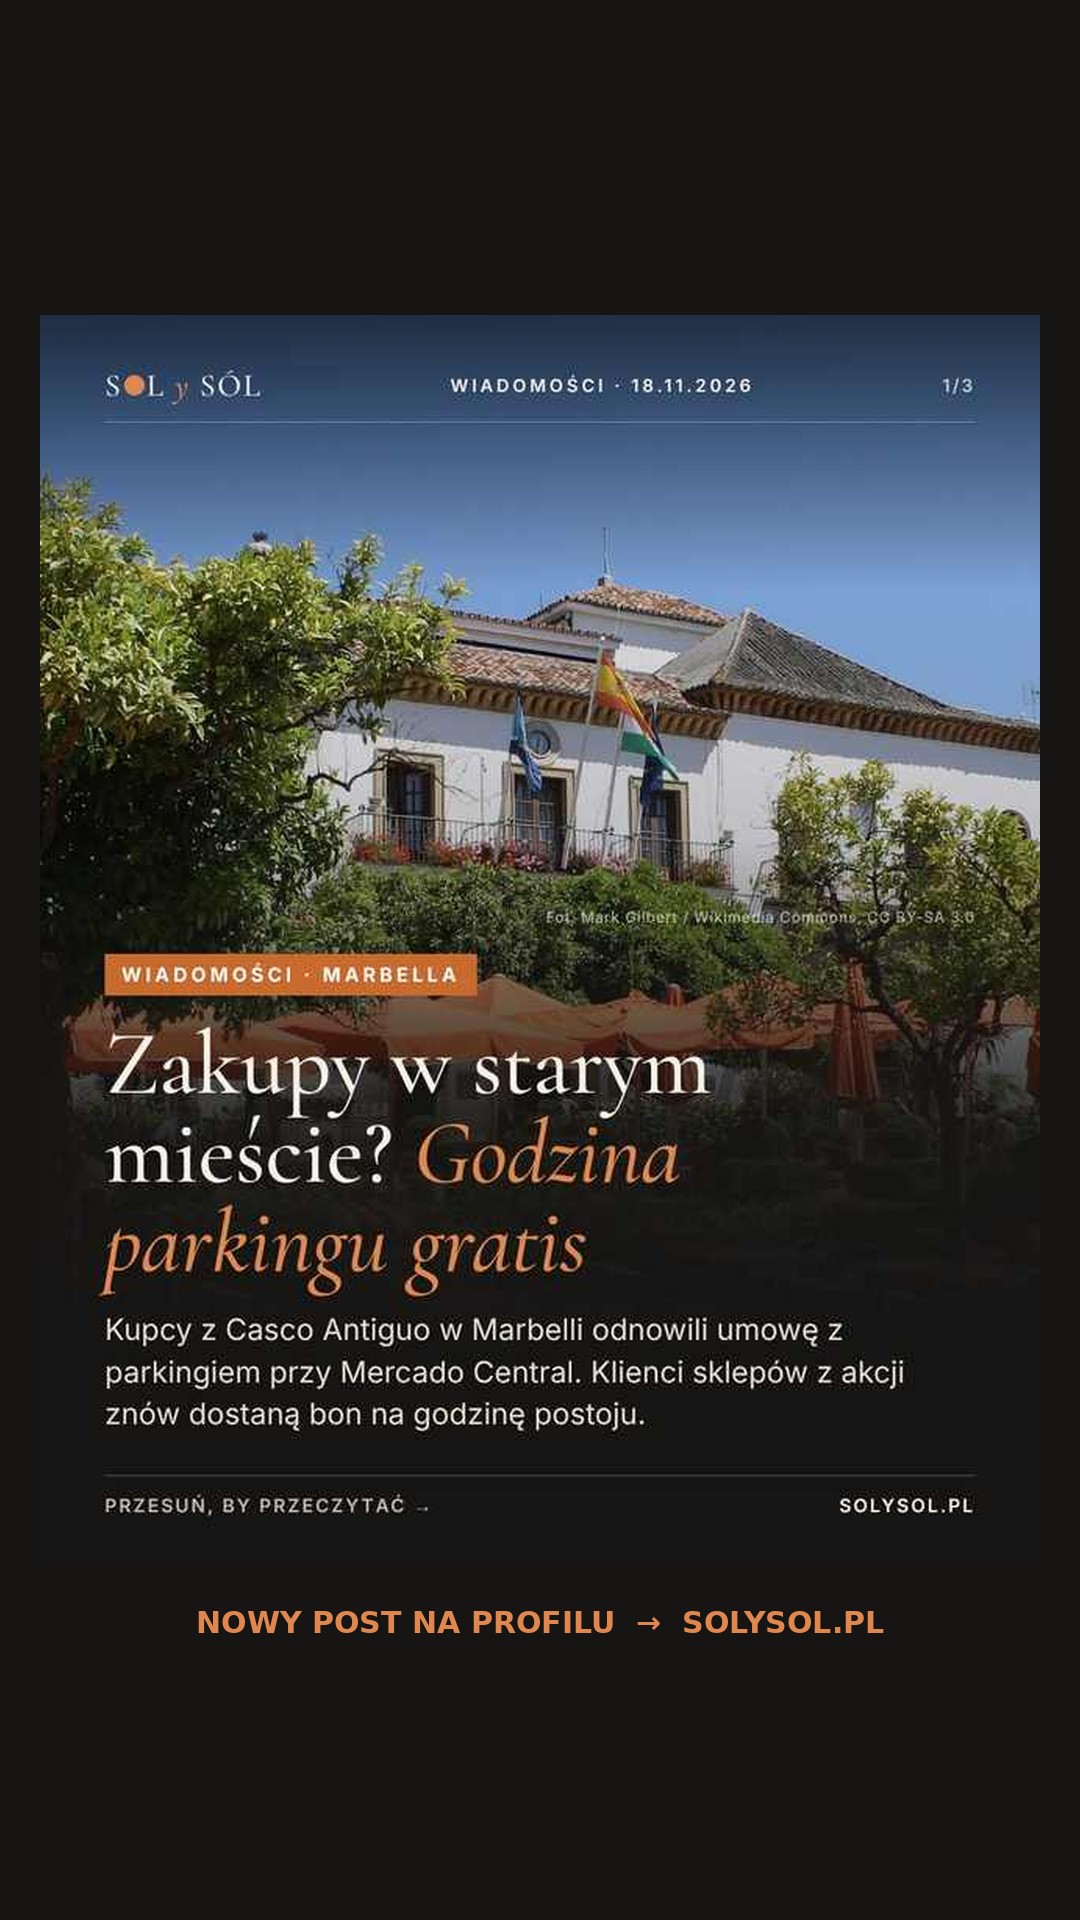 SOL y SÓL
WIADOMOŚCI · 18.11.2026
1/3
Fot. Mark Gilbert / Wikimedia Commons, CC BY-SA 3.0
WIADOMOŚCI · MARBELLA
Zakupy w starym
mieście? Godzina
parkingu gratis
Kupcy z Casco Antiguo w Marbelli odnowili umowę z
parkingiem przy Mercado Central. Klienci sklepów z akcji
znów dostaną bon na godzinę postoju.
PRZESUŃ, BY PRZECZYTAĆ →
SOLYSOL.PL
NOWY POST NA PROFILU → SOLYSOL.PL